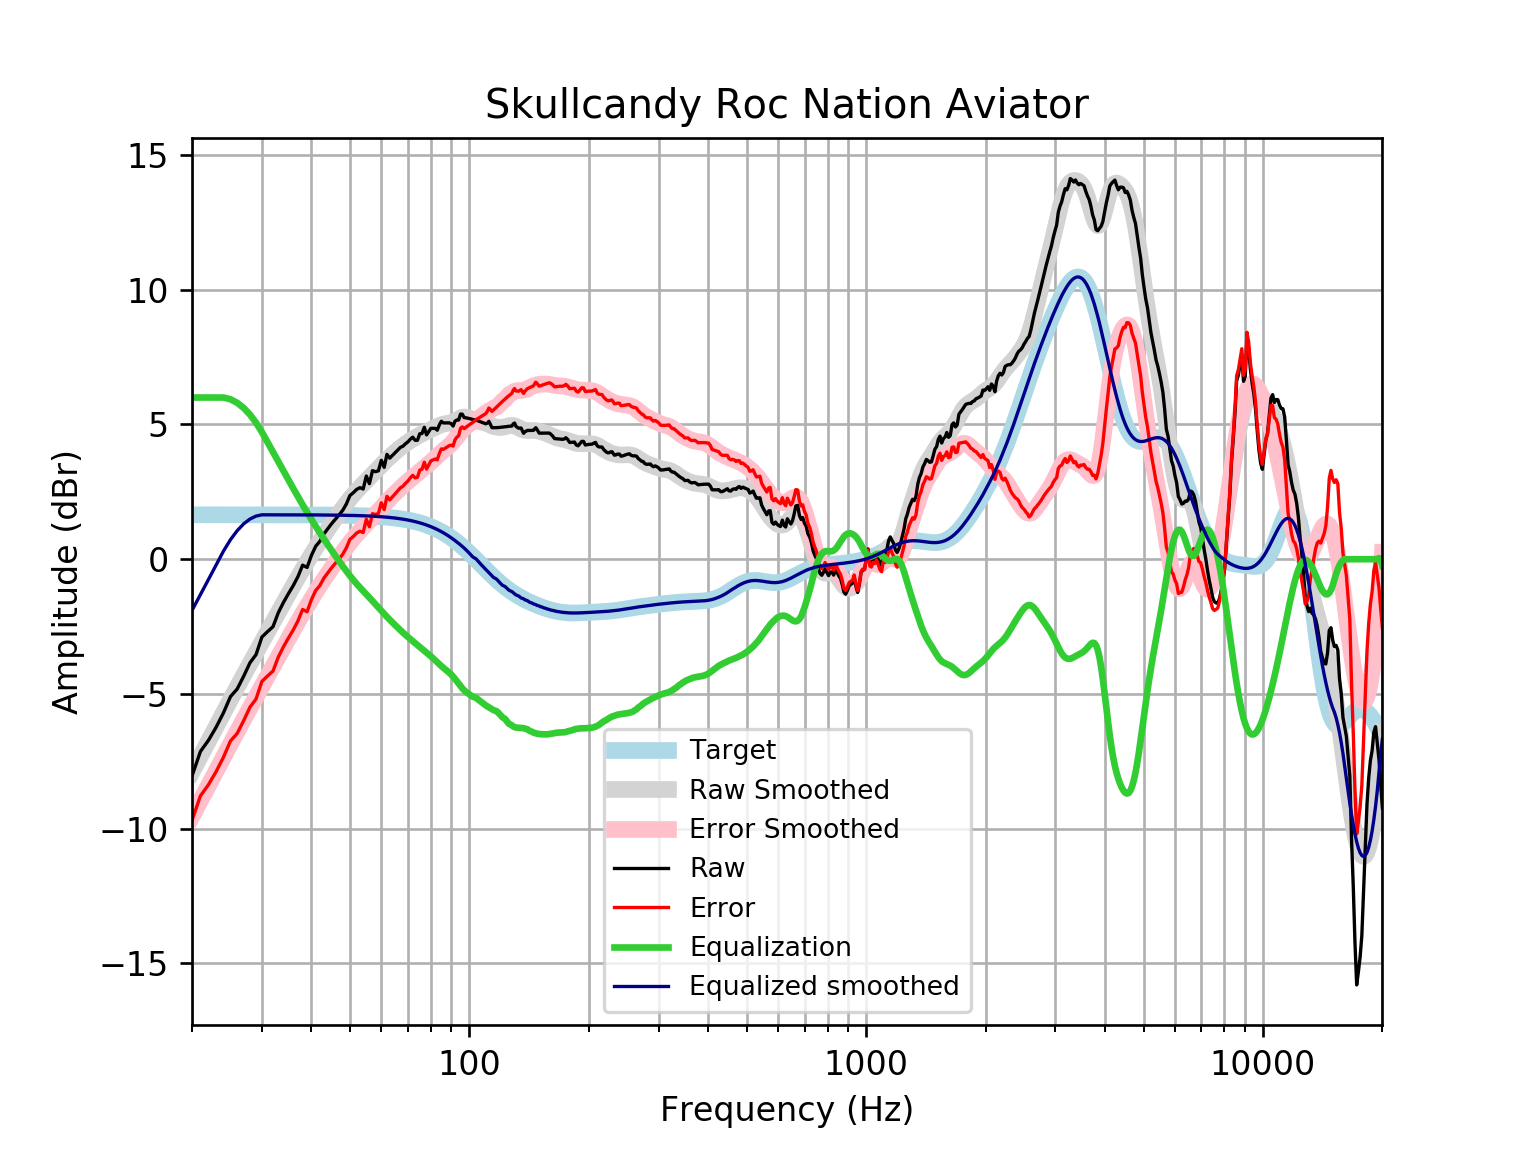 Skullcandy Roc Nation Aviator
15
10
5
0
−5
−10
−15
Amplitude (dBr)
Target
Raw Smoothed
Error Smoothed
Raw
Error
Equalization
Equalized smoothed
100
1000
10000
Frequency (Hz)